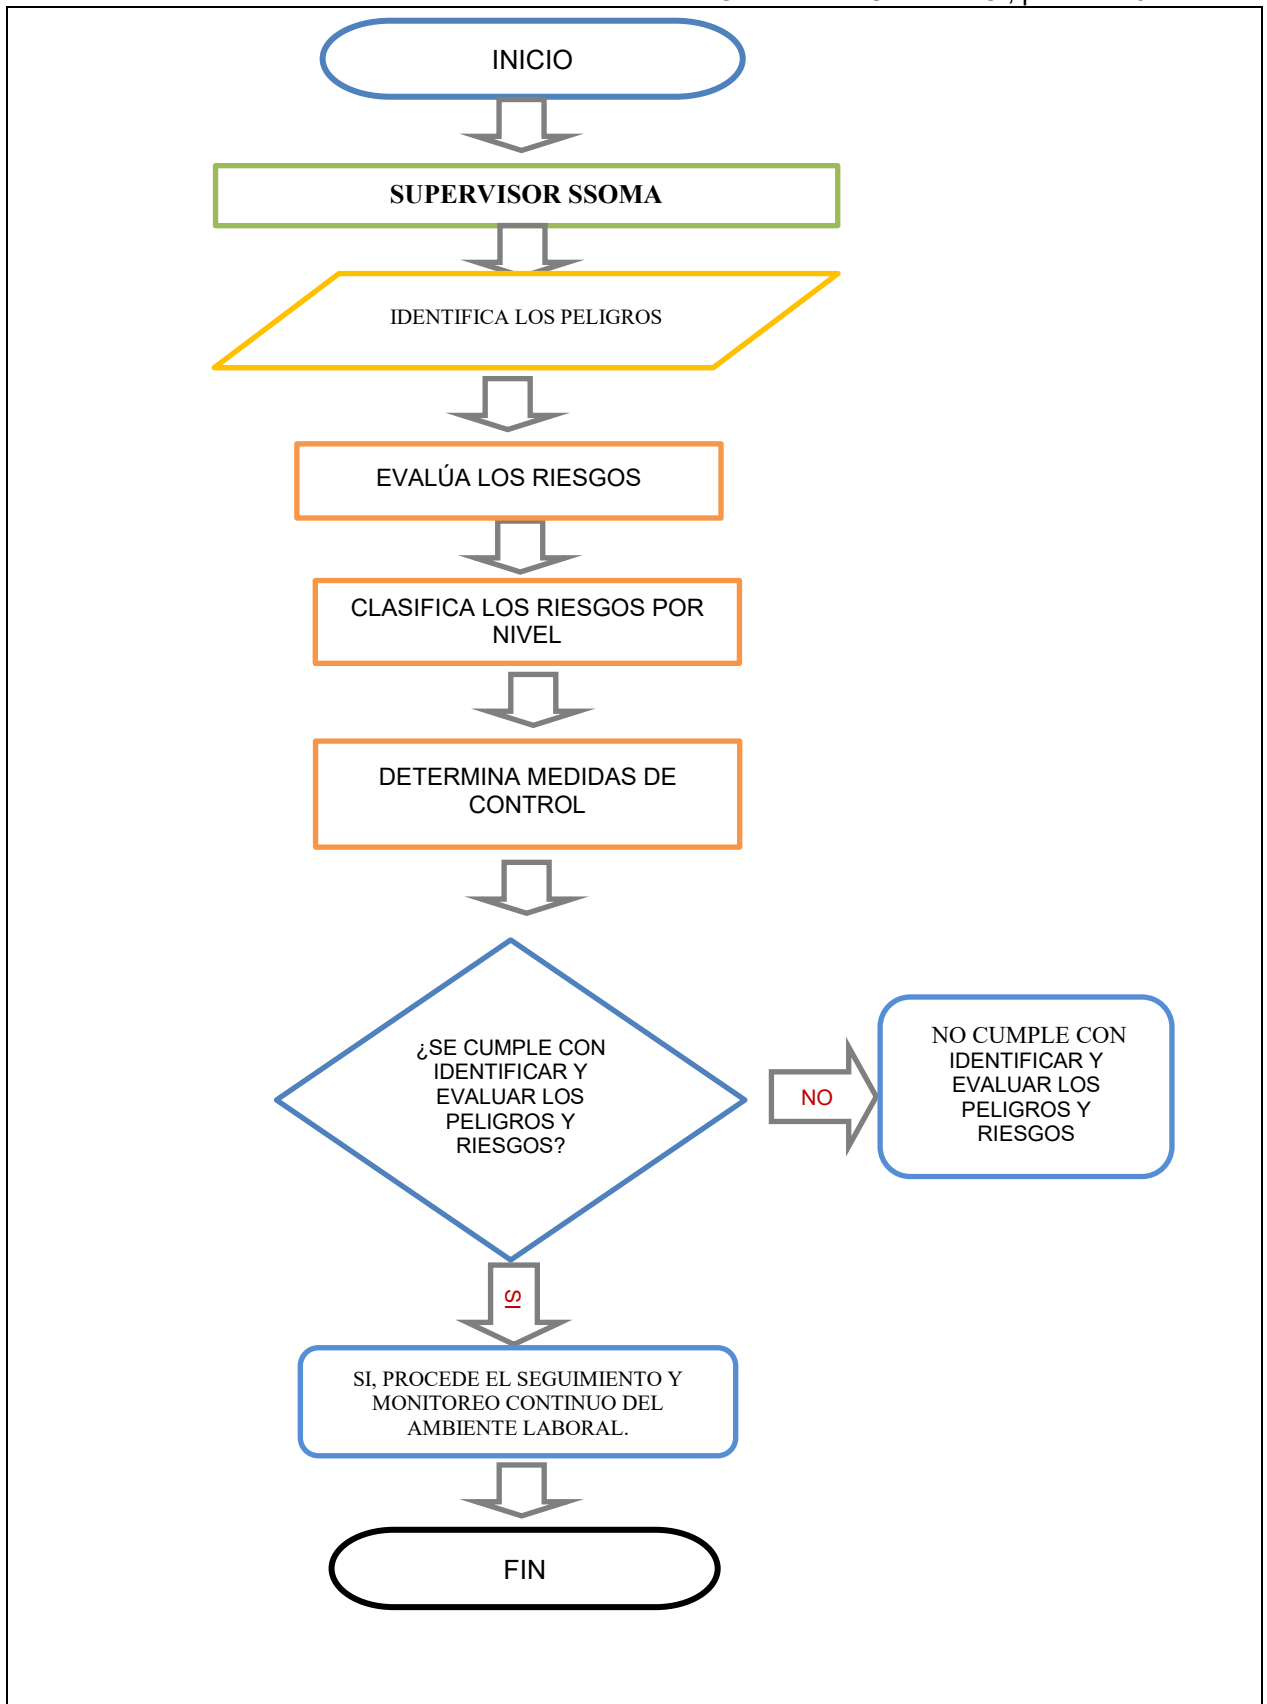 INICIO
SUPERVISOR SSOMA
IDENTIFICA LOS PELIGROS
EVALÚA LOS RIESGOS
CLASIFICA LOS RIESGOS POR
NIVEL
DETERMINA MEDIDAS DE
CONTROL
¿SE CUMPLE CON
IDENTIFICAR Y
EVALUAR LOS
PELIGROS Y
RIESGOS?
NO
NO CUMPLE CON
IDENTIFICAR Y
EVALUAR LOS
PELIGROS Y
RIESGOS
SI
SI, PROCEDE EL SEGUIMIENTO Y
MONITOREO CONTINUO DEL
AMBIENTE LABORAL.
FIN